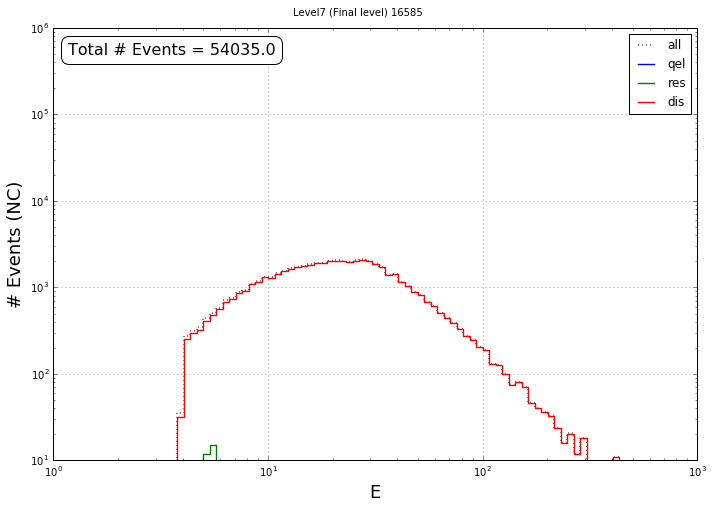 Level7 (Final level) 16585
Total # Events = 54035.0
all
qel
res
dis
# Events (NC)
10^6
10^5
10^4
10^3
10^2
10^1
10^0
10^1
10^2
10^3
E